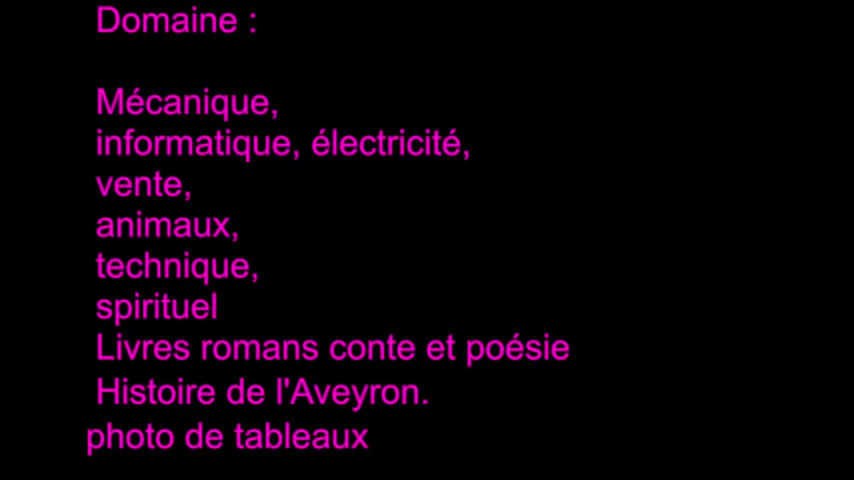 Domaine :
Mécanique,
informatique, électricité,
vente,
animaux,
technique,
spirituel
Livres romans conte et poésie
Histoire de l'Aveyron.
photo de tableaux